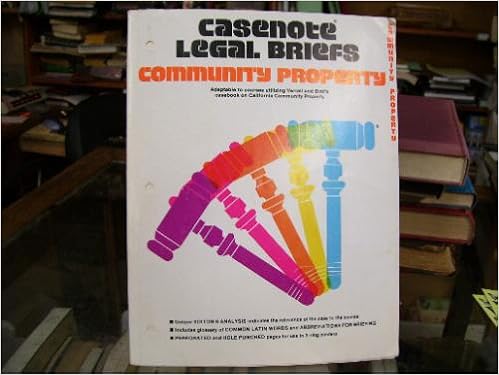 casenote®
LEGAL BRIEFS
COMMUNITY PROPERTY
Adaptable to courses utilizing and Bird's
casebook on California Community Property
Unique EDITOR'S ANALYSIS indicates the relevance of the case to the course
Includes glossary of COMMON LATIN WORDS and ABBREVIATIONS FOR BRIEFING
PERFORATED and HOLE PUNCHED pages for use in 3-ring binders
COMMUNITY PROPERTY